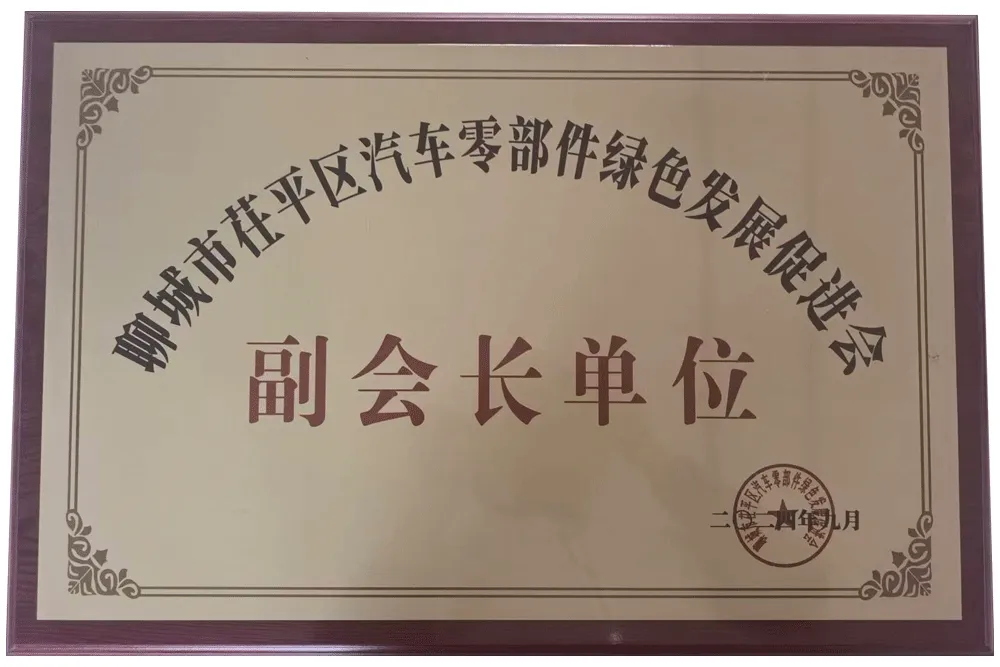 聊城市茌平区汽车零部件绿色发展促进会
副会长单位
二〇二四年九月